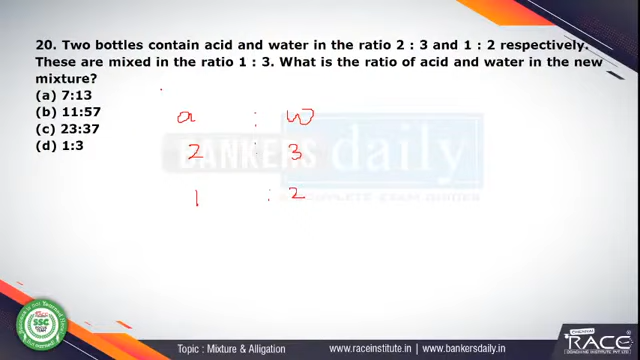 20. Two bottles contain acid and water in the ratio 2 : 3 and 1 : 2 respectively.
These are mixed in the ratio 1 : 3. What is the ratio of acid and water in the new
mixture?
(a) 7:13
(b) 11:57
(c) 23:37
(d) 1:3
a : w
2 : 3
1 : 2
BANKERS daily
SSC
Topic : Mixture & Alligation
www.raceinstitute.in | www.bankersdaily.in
CHENNAI
RACE